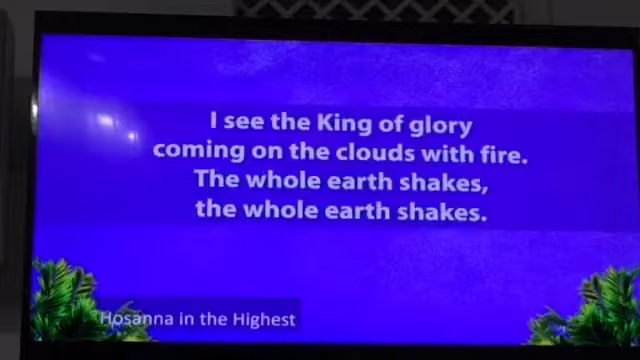 I see the King of glory
coming on the clouds with fire.
The whole earth shakes,
the whole earth shakes.
Hosanna in the Highest